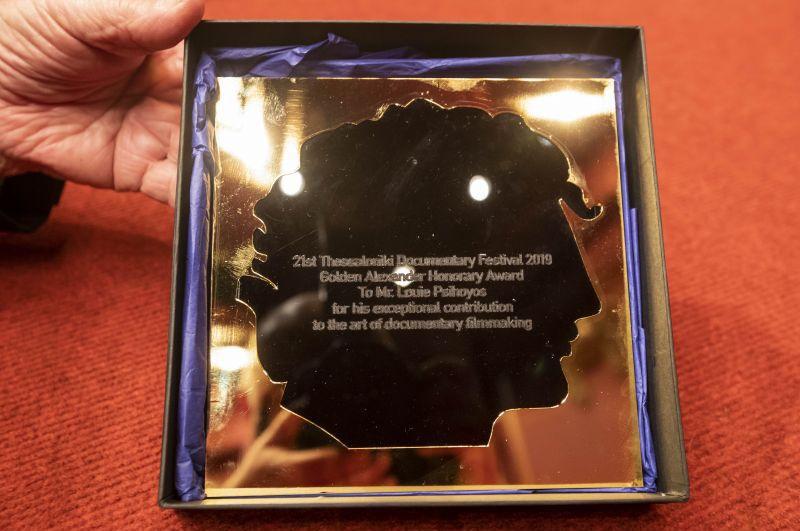 21st Thessaloniki Documentary Festival 2019
Golden Alexander Honorary Award
To Mr. Louie Psihoyos
for his exceptional contribution
to the art of documentary filmmaking